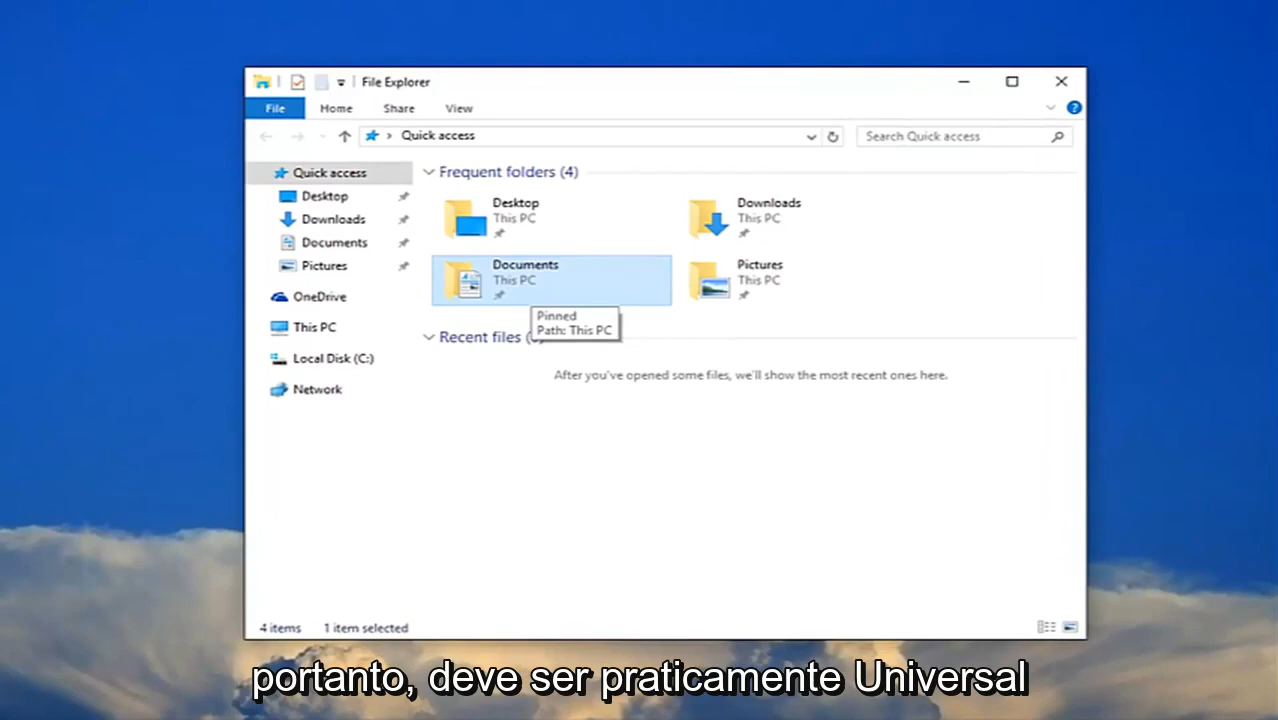 File Explorer
File
Home
Share
View
Quick access
Search Quick access
Quick access
Desktop
Downloads
Documents
Pictures
OneDrive
This PC
Local Disk (C:)
Network
Frequent folders (4)
Desktop
This PC
Downloads
This PC
Documents
This PC
Pictures
This PC
Pinned
Path: This PC
Recent files
After you've opened some files, we'll show the most recent ones here.
4 items
1 item selected
portanto, deve ser praticamente Universal